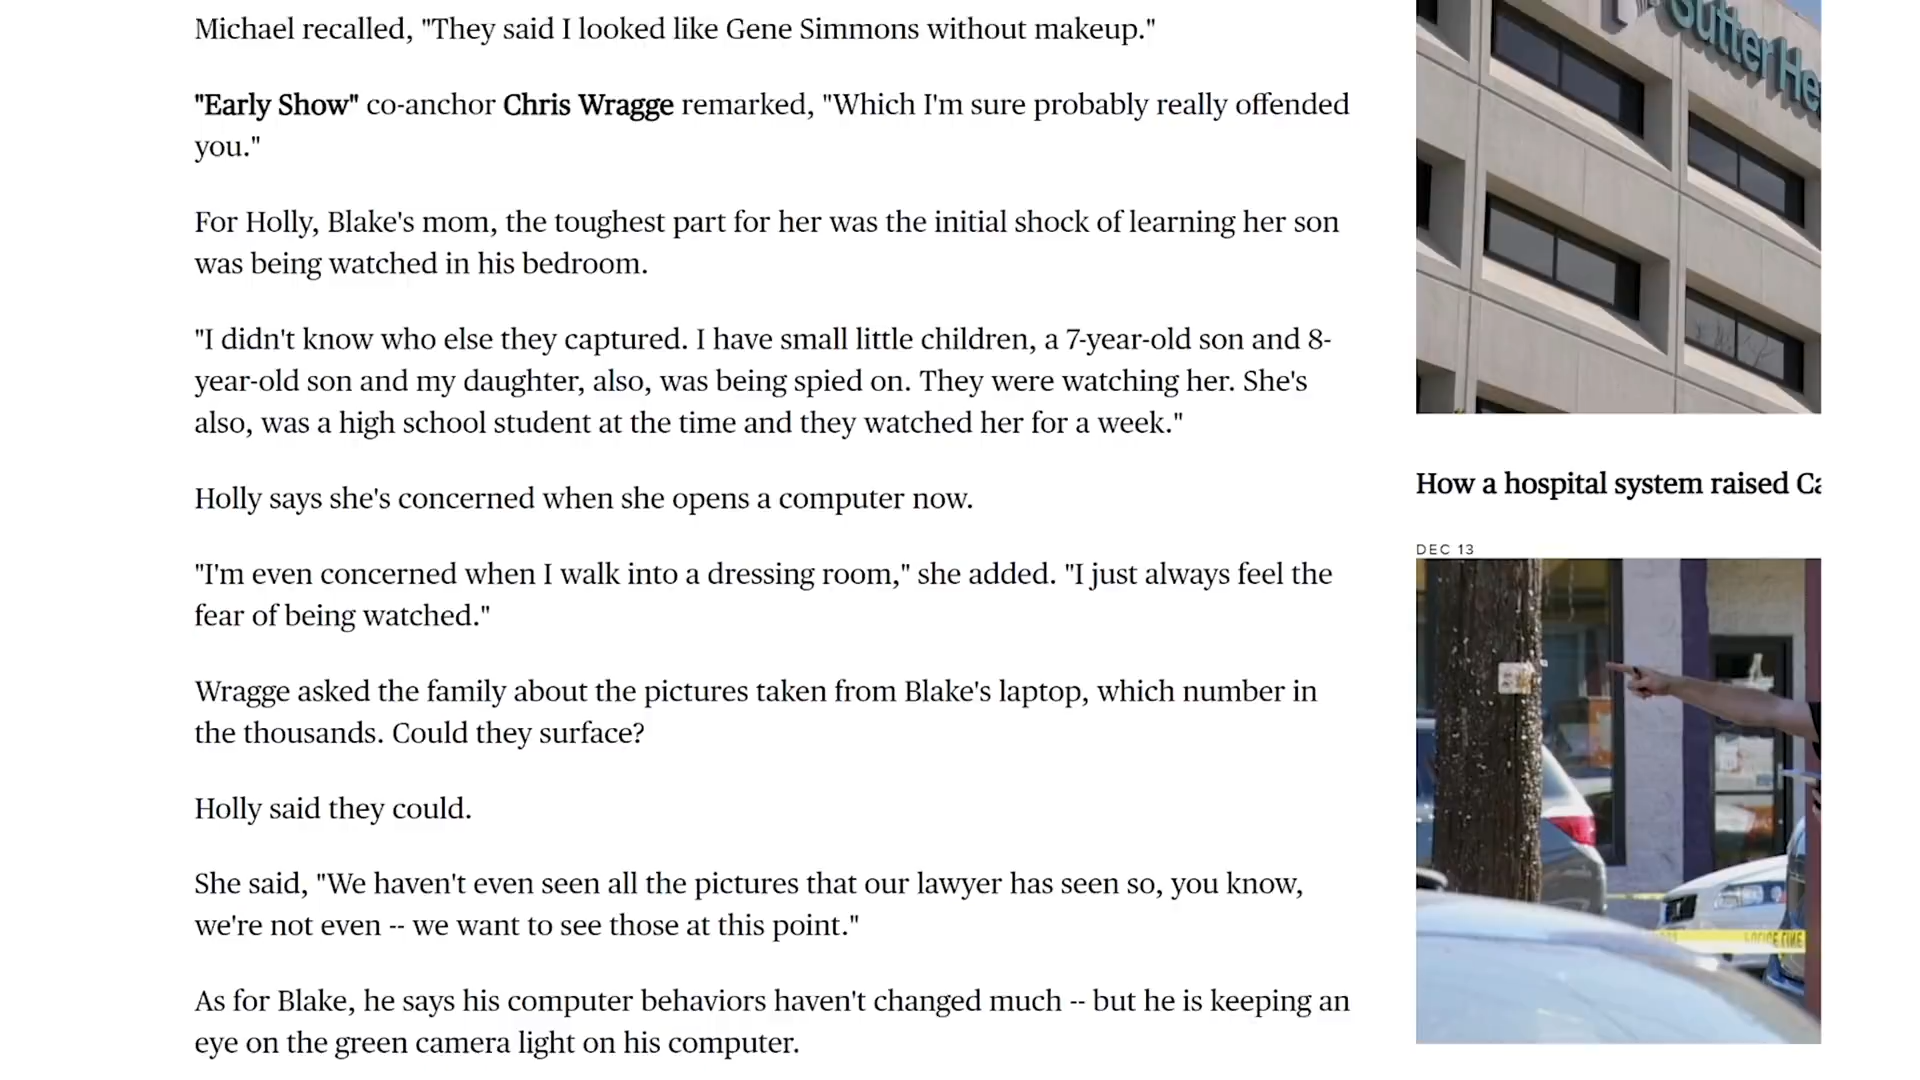 Michael recalled, "They said I looked like Gene Simmons without makeup."
"Early Show" co-anchor Chris Wragge remarked, "Which I'm sure probably really offended
you."
For Holly, Blake's mom, the toughest part for her was the initial shock of learning her son
was being watched in his bedroom.
"I didn't know who else they captured. I have small little children, a 7-year-old son and 8-
year-old son and my daughter, also, was being spied on. They were watching her. She's
also, was a high school student at the time and they watched her for a week."
Holly says she's concerned when she opens a computer now.
"I'm even concerned when I walk into a dressing room," she added. "I just always feel the
fear of being watched."
Wragge asked the family about the pictures taken from Blake's laptop, which number in
the thousands. Could they surface?
Holly said they could.
She said, "We haven't even seen all the pictures that our lawyer has seen so, you know,
we're not even -- we want to see those at this point."
As for Blake, he says his computer behaviors haven't changed much -- but he is keeping an
eye on the green camera light on his computer.
Sutter He
How a hospital system raised Ca
DEC 13